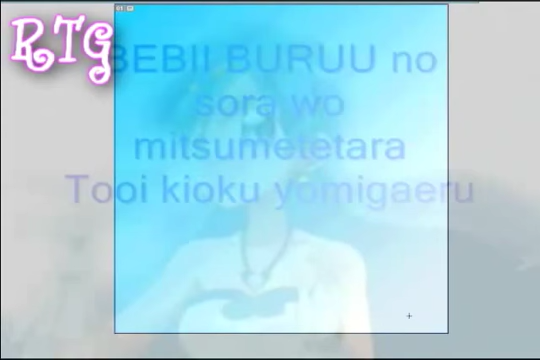 RTG
BEBII BURUU no
sora wo
mitsumetetara
Tooi kioku yomigaeru